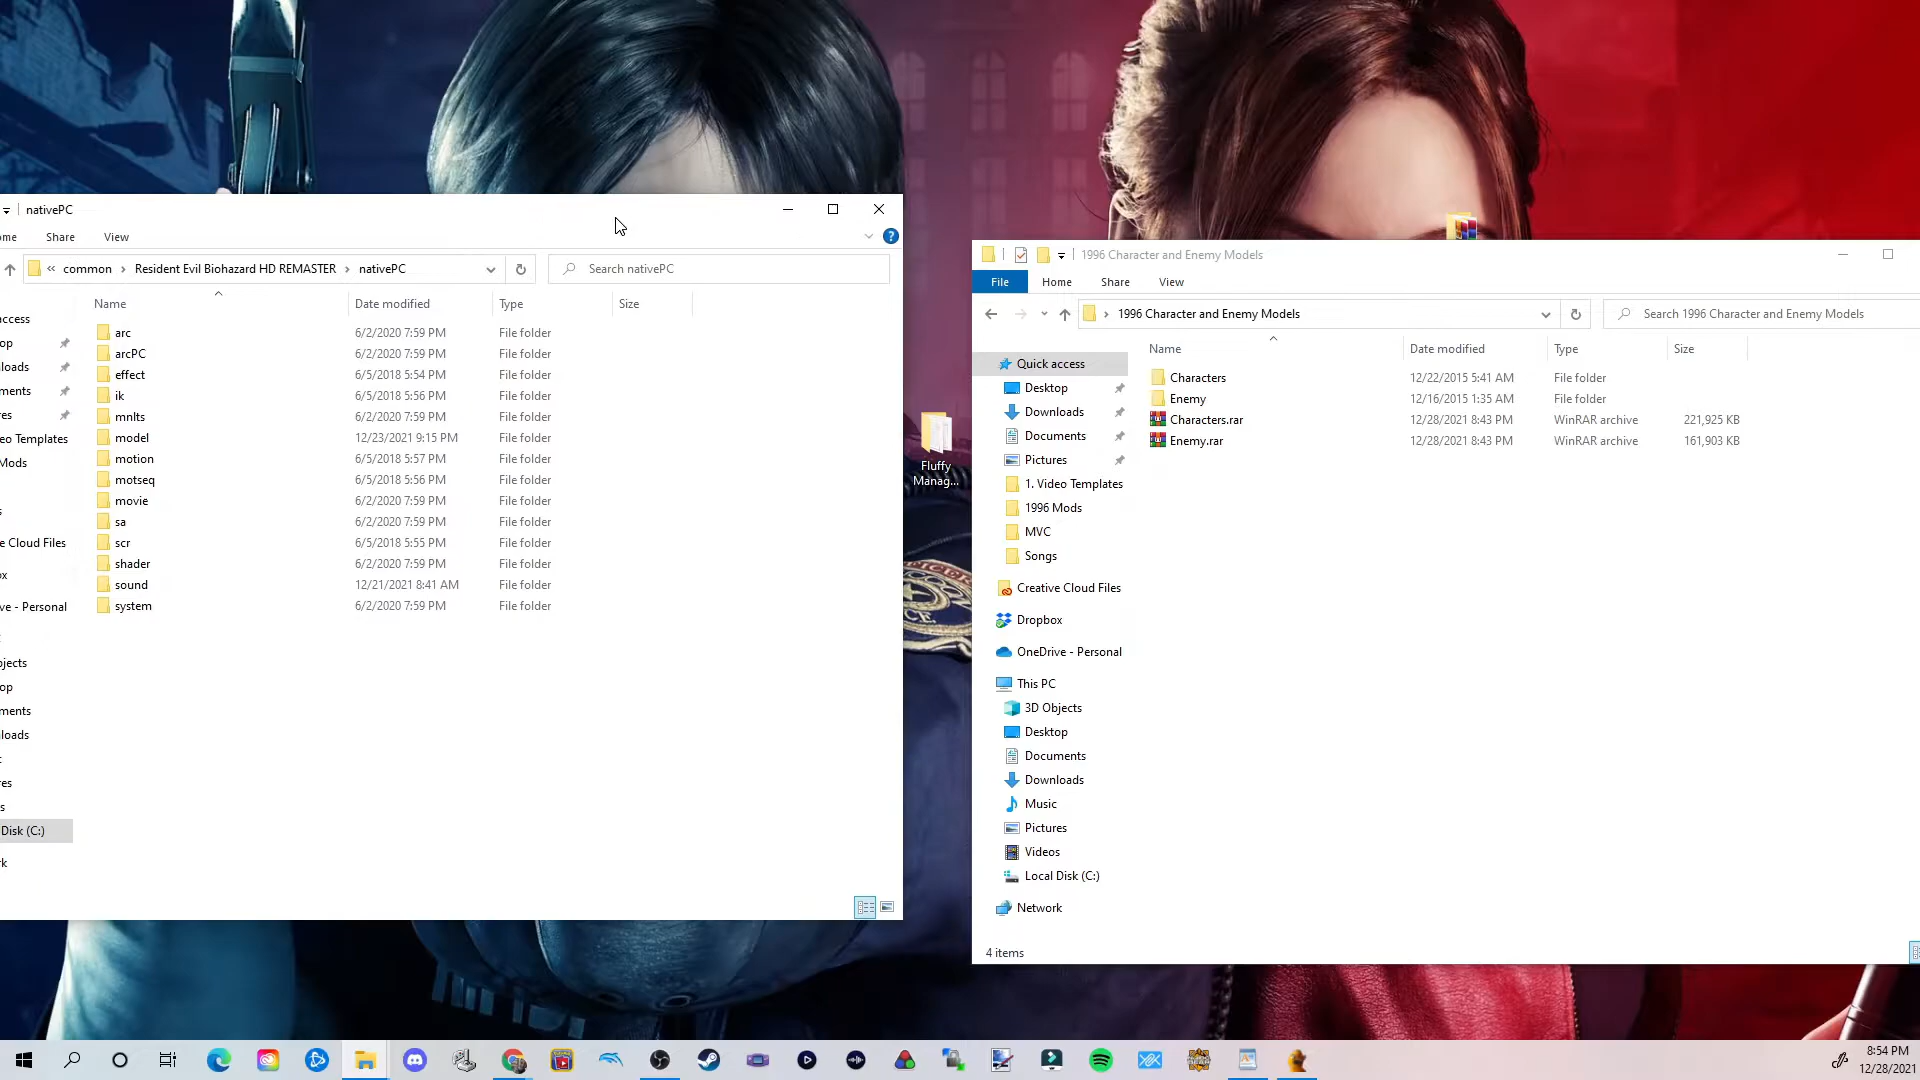 nativePC
ome Share View
« common › Resident Evil Biohazard HD REMASTER › nativePC
Search nativePC
Name Date modified Type Size
arc 6/2/2020 7:59 PM File folder
arcPC 6/2/2020 7:59 PM File folder
effect 6/5/2018 5:54 PM File folder
ik 6/5/2018 5:56 PM File folder
mnlts 6/2/2020 7:59 PM File folder
model 12/23/2021 9:15 PM File folder
motion 6/5/2018 5:57 PM File folder
motseq 6/5/2018 5:56 PM File folder
movie 6/2/2020 7:59 PM File folder
sa 6/2/2020 7:59 PM File folder
scr 6/5/2018 5:55 PM File folder
shader 6/2/2020 7:59 PM File folder
sound 12/21/2021 8:41 AM File folder
system 6/2/2020 7:59 PM File folder
access
op
loads
ments
res
eo Templates
Mods
s
e Cloud Files
ox
ve - Personal
jects
op
ments
loads
res
s
Disk (C:)
rk
Fluffy
Manag...
1996 Character and Enemy Models
File Home Share View
› 1996 Character and Enemy Models
Search 1996 Character and Enemy Models
Name Date modified Type Size
Characters 12/22/2015 5:41 AM File folder
Enemy 12/16/2015 1:35 AM File folder
Characters.rar 12/28/2021 8:43 PM WinRAR archive 221,925 KB
Enemy.rar 12/28/2021 8:43 PM WinRAR archive 161,903 KB
Quick access
Desktop
Downloads
Documents
Pictures
1. Video Templates
1996 Mods
MVC
Songs
Creative Cloud Files
Dropbox
OneDrive - Personal
This PC
3D Objects
Desktop
Documents
Downloads
Music
Pictures
Videos
Local Disk (C:)
Network
4 items
8:54 PM
12/28/2021